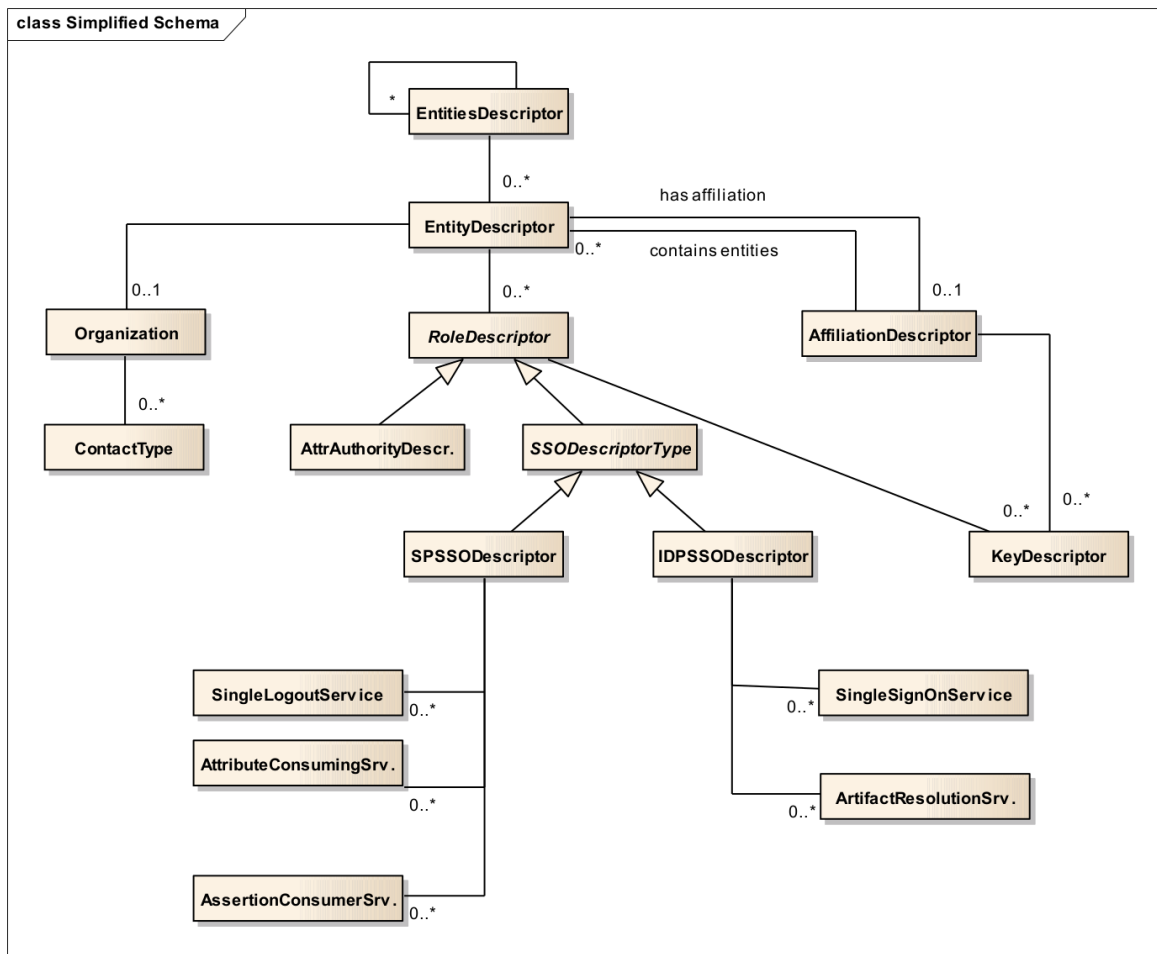 class Simplified Schema
*
EntitiesDescriptor
0..*
has affiliation
EntityDescriptor
0..*
contains entities
0..1
0..*
0..1
Organization
RoleDescriptor
AffiliationDescriptor
0..*
ContactType
AttrAuthorityDescr.
SSODescriptorType
0..*
0..*
SPSSODescriptor
IDPSSODescriptor
KeyDescriptor
SingleLogoutService
0..*
SingleSignOnService
0..*
AttributeConsumingSrv.
0..*
ArtifactResolutionSrv.
0..*
AssertionConsumerSrv.
0..*